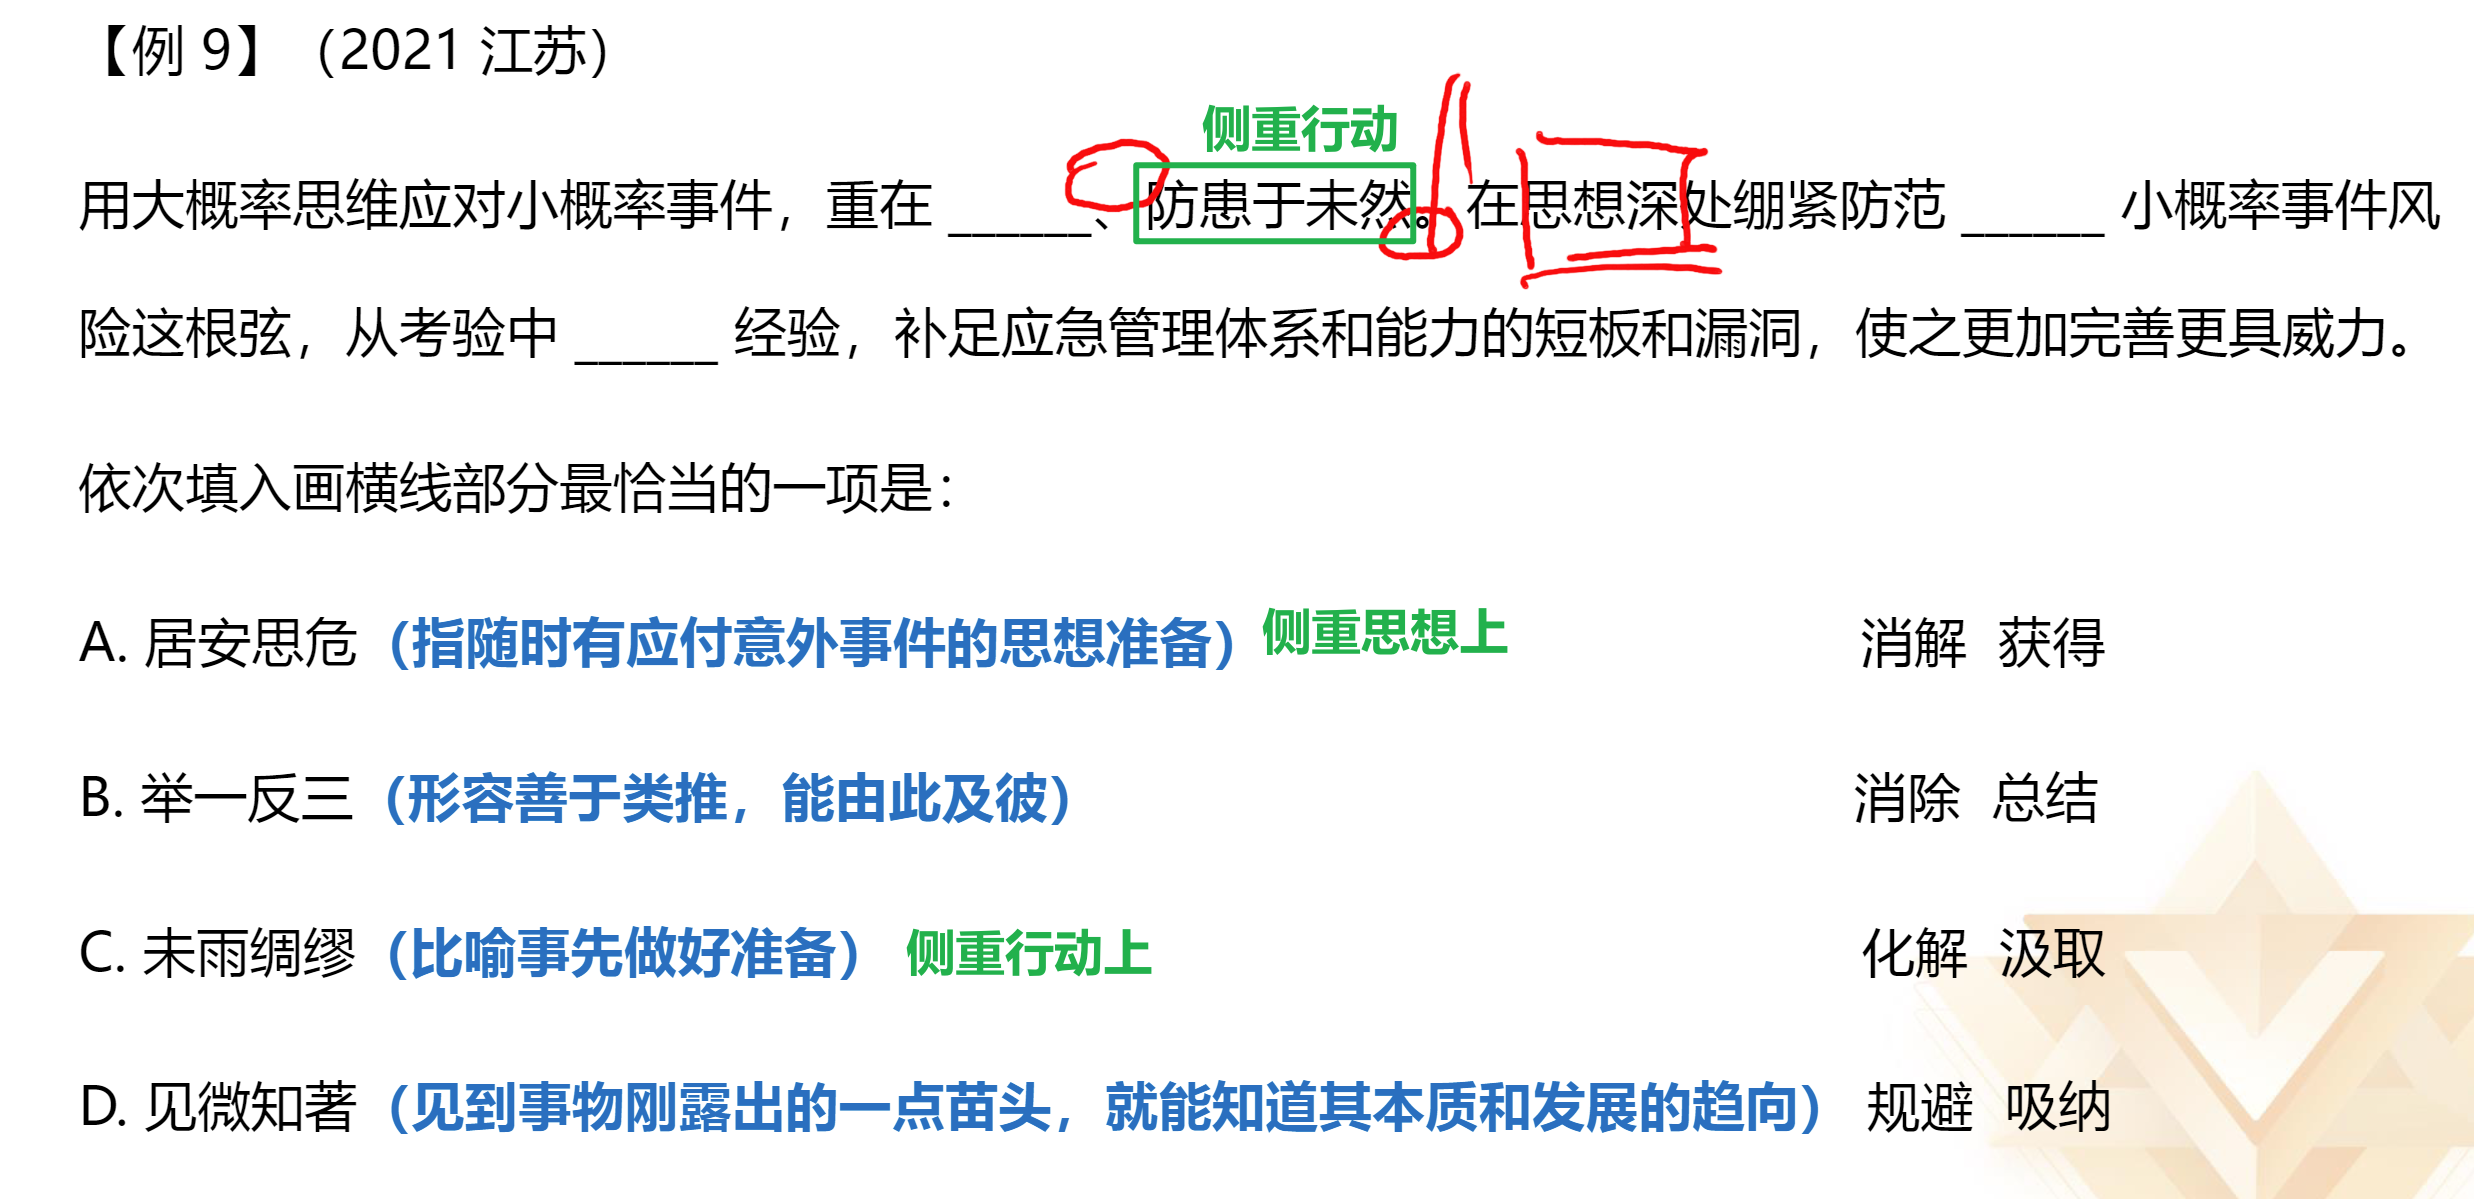 【例 9】（2021 江苏）
侧重行动
用大概率思维应对小概率事件，重在 ______、防患于未然。在思想深处绷紧防范 ______ 小概率事件风
险这根弦，从考验中 ______ 经验，补足应急管理体系和能力的短板和漏洞，使之更加完善更具威力。
依次填入画横线部分最恰当的一项是：
A. 居安思危（指随时有应付意外事件的思想准备）侧重思想上 消解 获得
B. 举一反三（形容善于类推，能由此及彼） 消除 总结
C. 未雨绸缪（比喻事先做好准备） 侧重行动上 化解 汲取
D. 见微知著（见到事物刚露出的一点苗头，就能知道其本质和发展的趋向） 规避 吸纳